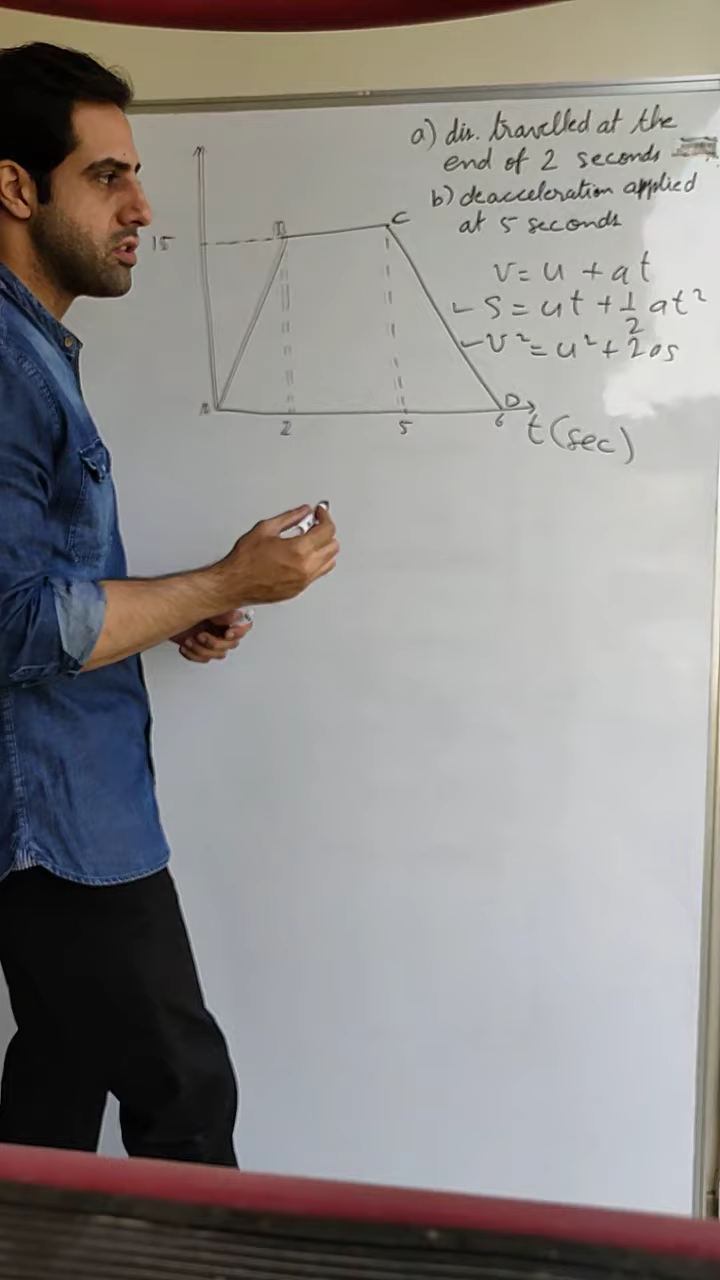 a) dis. travelled at the
end of 2 seconds
b) deacceleration applied
at 5 seconds
15
B
C
V = u + at
S = ut + 1/2 at²
V² = u² + 2as
D
2
5
6
t (sec)